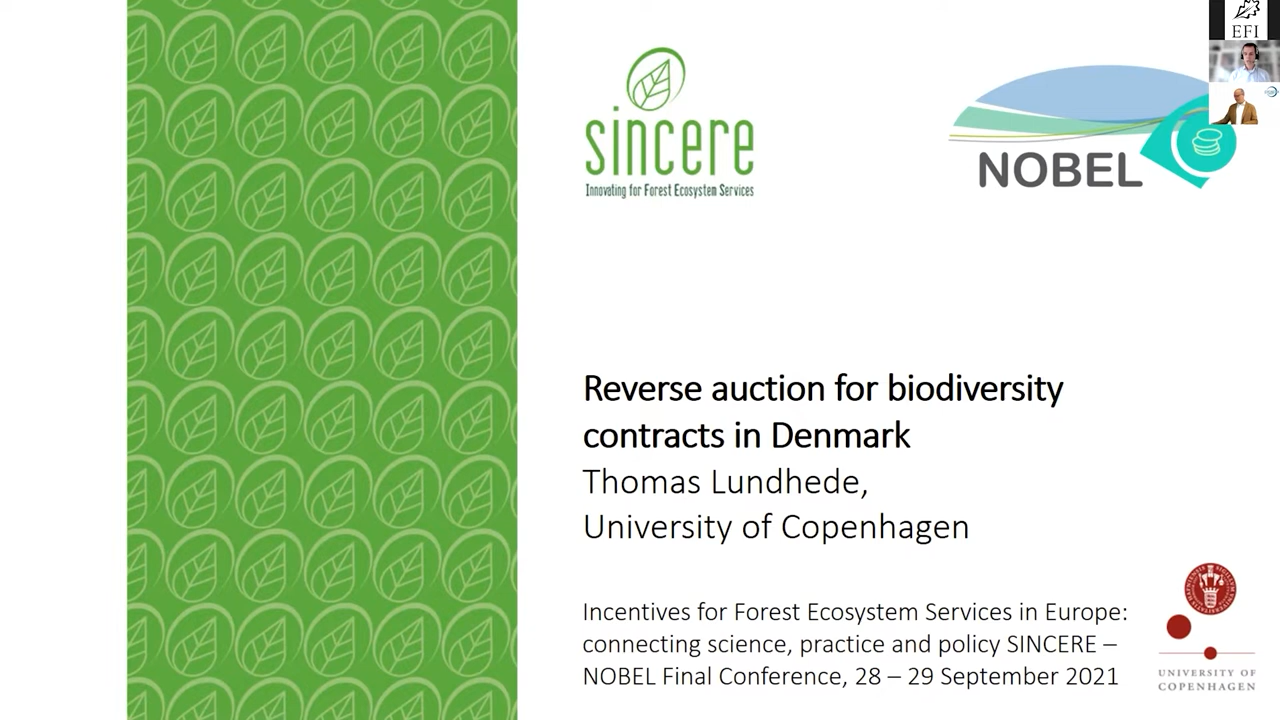 EFI
sincere
Innovating for Forest Ecosystem Services
NOBEL
Reverse auction for biodiversity
contracts in Denmark
Thomas Lundhede,
University of Copenhagen
Incentives for Forest Ecosystem Services in Europe:
connecting science, practice and policy SINCERE –
NOBEL Final Conference, 28 – 29 September 2021
UNIVERSITY OF
COPENHAGEN